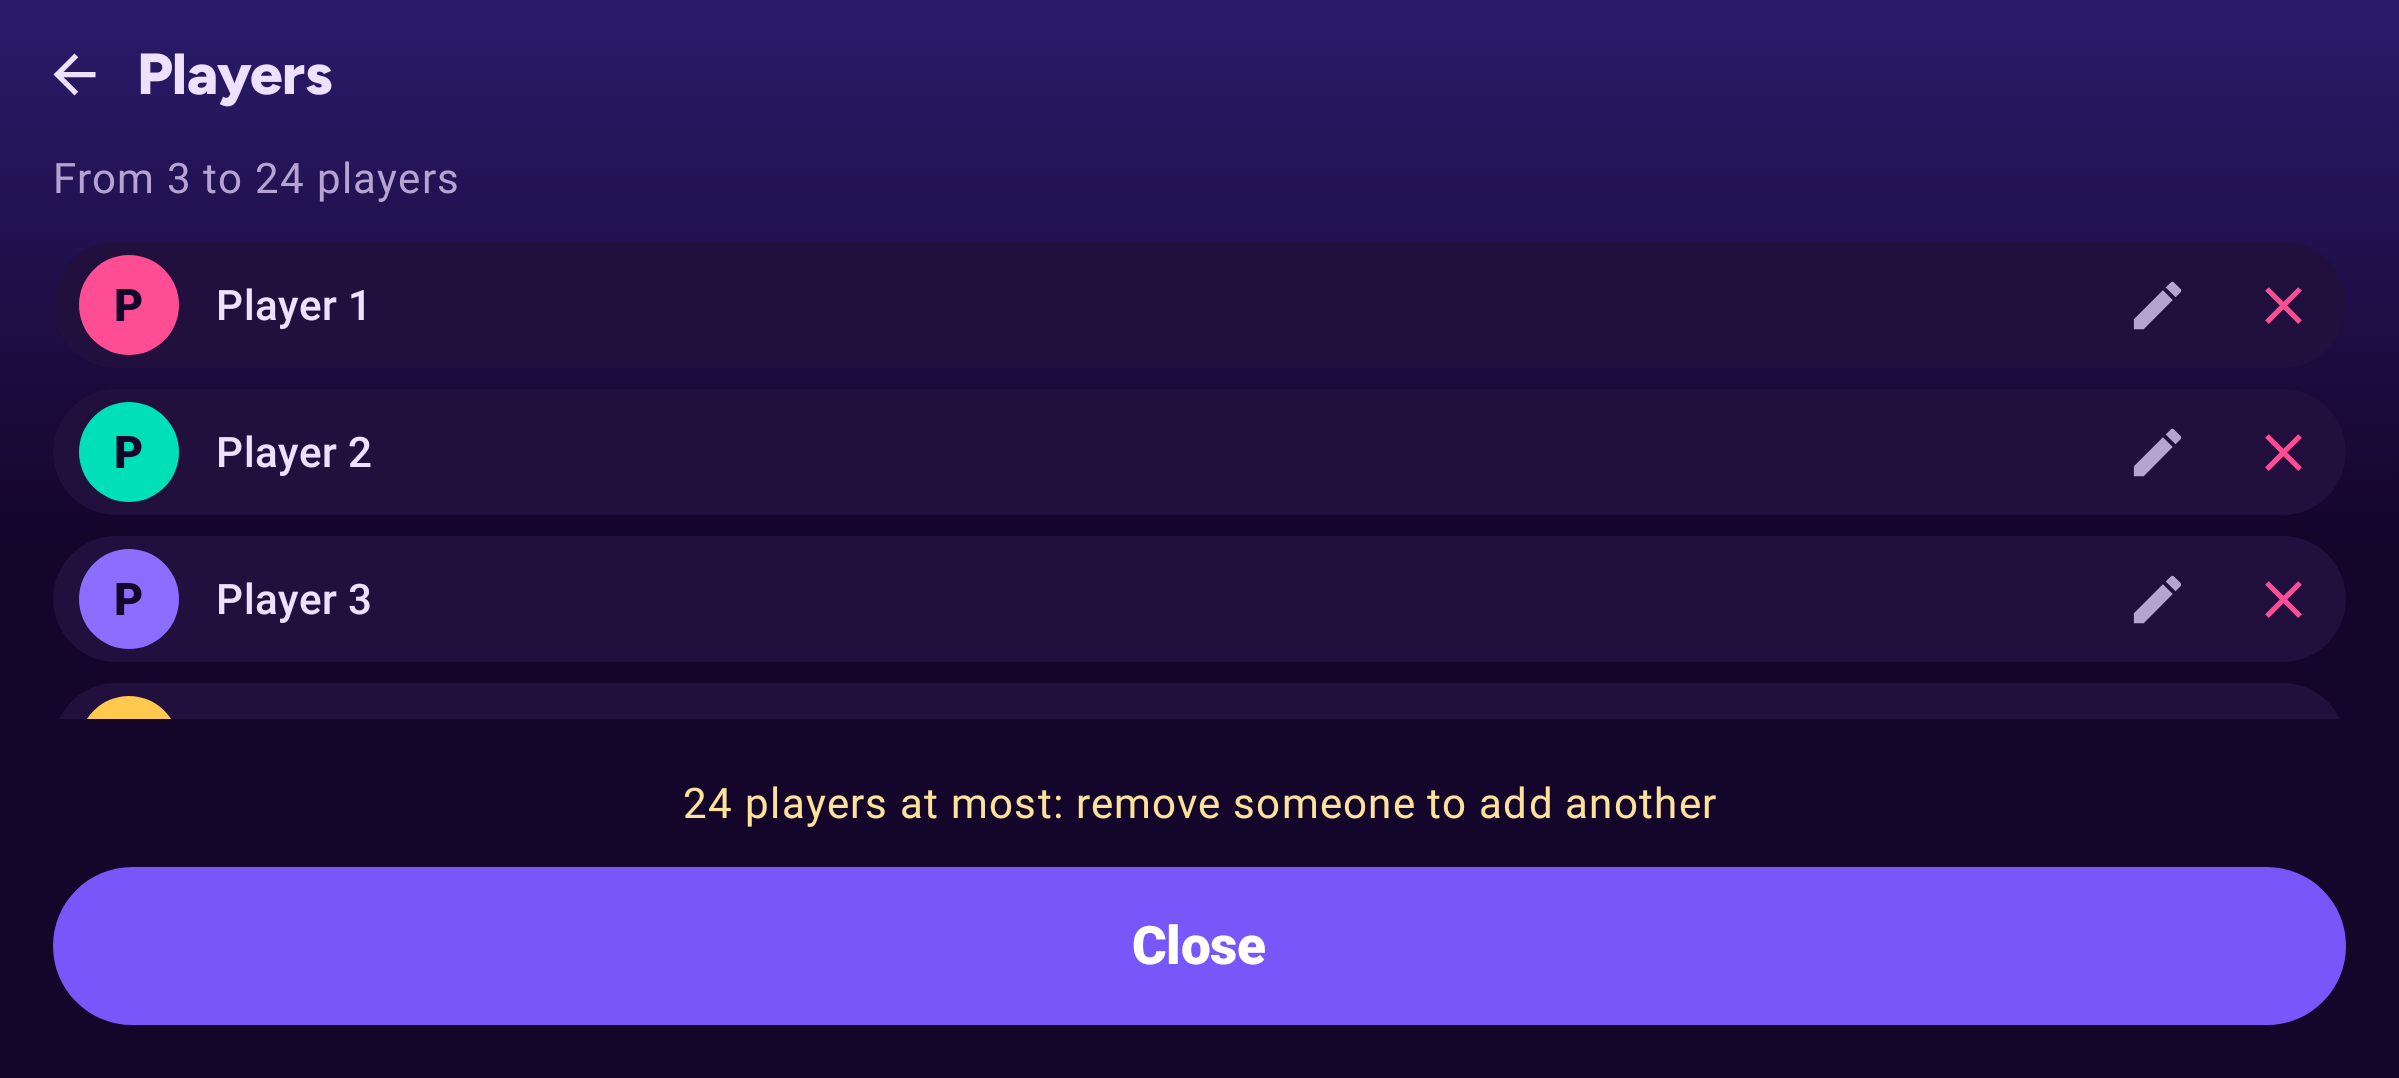 Players
From 3 to 24 players
P Player 1
P Player 2
P Player 3
24 players at most: remove someone to add another
Close